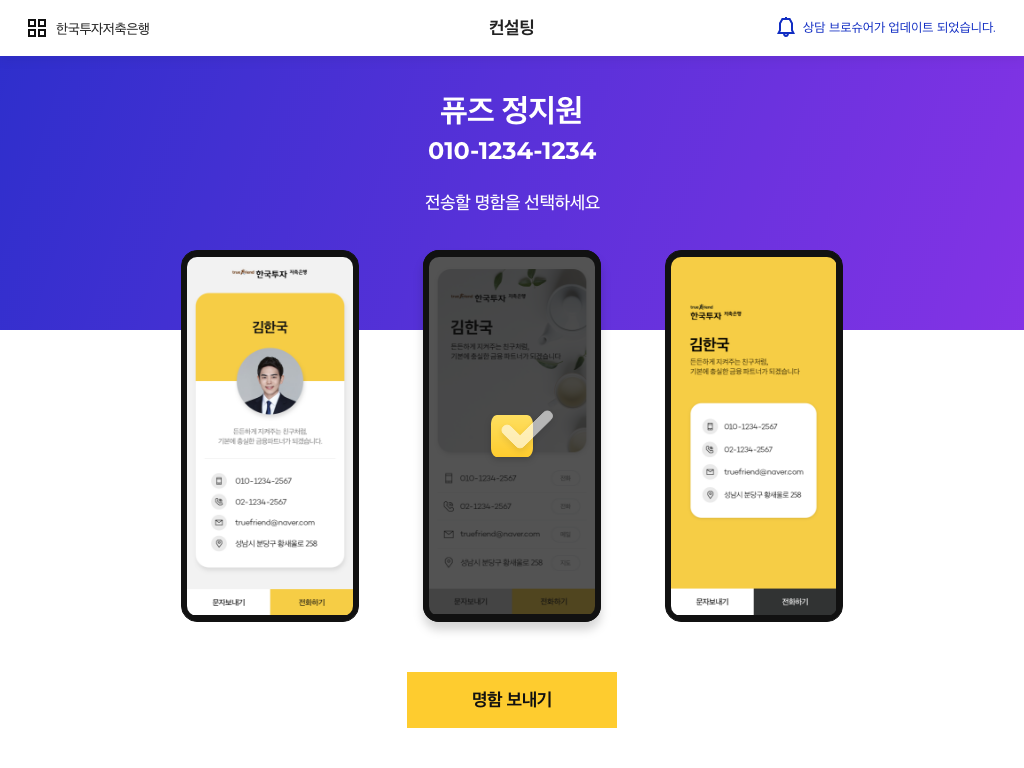 한국투자저축은행
컨설팅
상담 브로슈어가 업데이트 되었습니다.
퓨즈 정지원
010-1234-1234
전송할 명함을 선택하세요
true friend 한국투자 저축은행
김한국
든든하게 지켜주는 친구처럼,
기본에 충실한 금융파트너가 되겠습니다.
010-1234-2567
02-1234-2567
truefriend@naver.com
성남시 분당구 황새울로 258
문자보내기
전화하기
true friend 한국투자 저축은행
김한국
든든하게 지켜주는 친구처럼,
기본에 충실한 금융 파트너가 되겠습니다
010-1234-2567
02-1234-2567
truefriend@naver.com
성남시 분당구 황새울로 258
문자보내기
전화하기
true friend
한국투자 저축은행
김한국
든든하게 지켜주는 친구처럼,
기본에 충실한 금융 파트너가 되겠습니다
010-1234-2567
02-1234-2567
truefriend@naver.com
성남시 분당구 황새울로 258
문자보내기
전화하기
명함 보내기